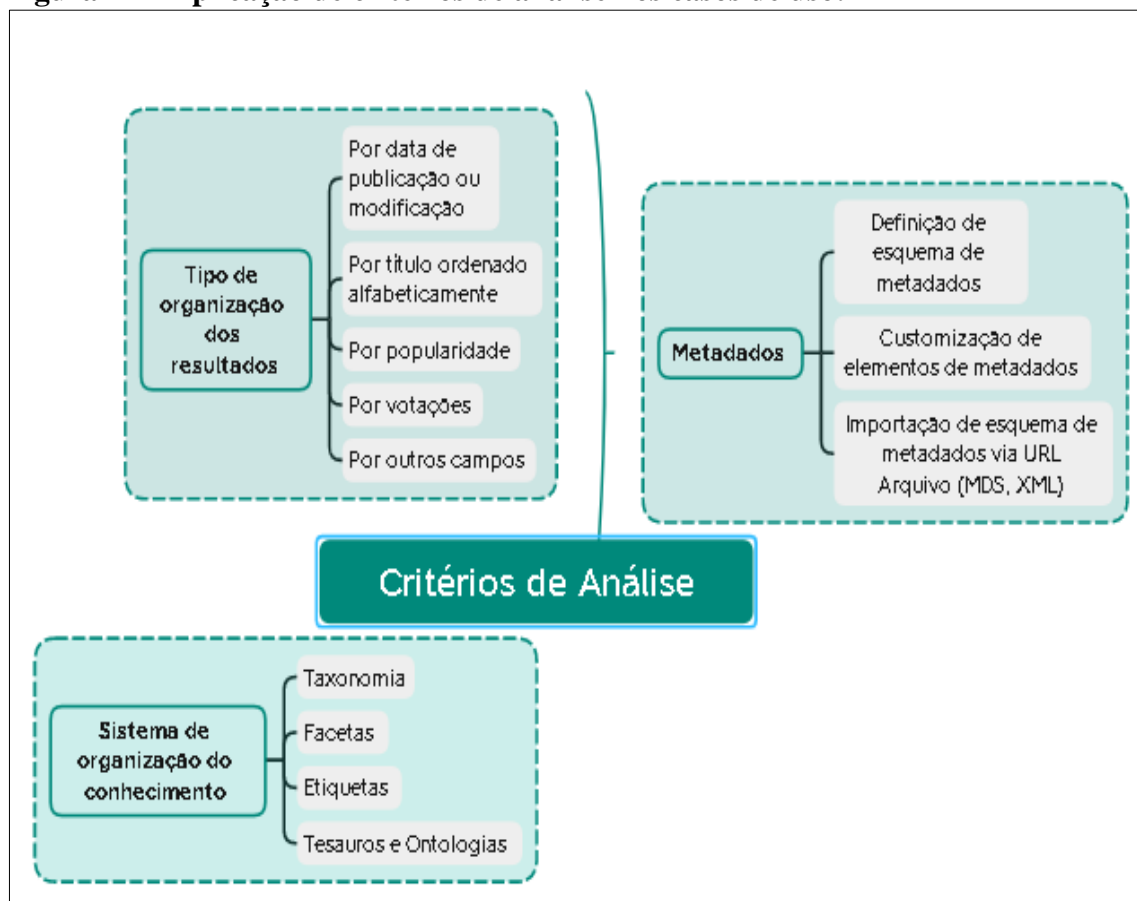 Por data de
publicação ou
modificação
Tipo de
organização
dos
resultados
Por título ordenado
alfabeticamente
Por popularidade
Por votações
Por outros campos
Definição de
esquema de
metadados
Metadados
Customização de
elementos de metadados
Importação de esquema de
metadados via URL
Arquivo (MDS, XML)
Critérios de Análise
Sistema de
organização do
conhecimento
Taxonomia
Facetas
Etiquetas
Tesauros e Ontologias